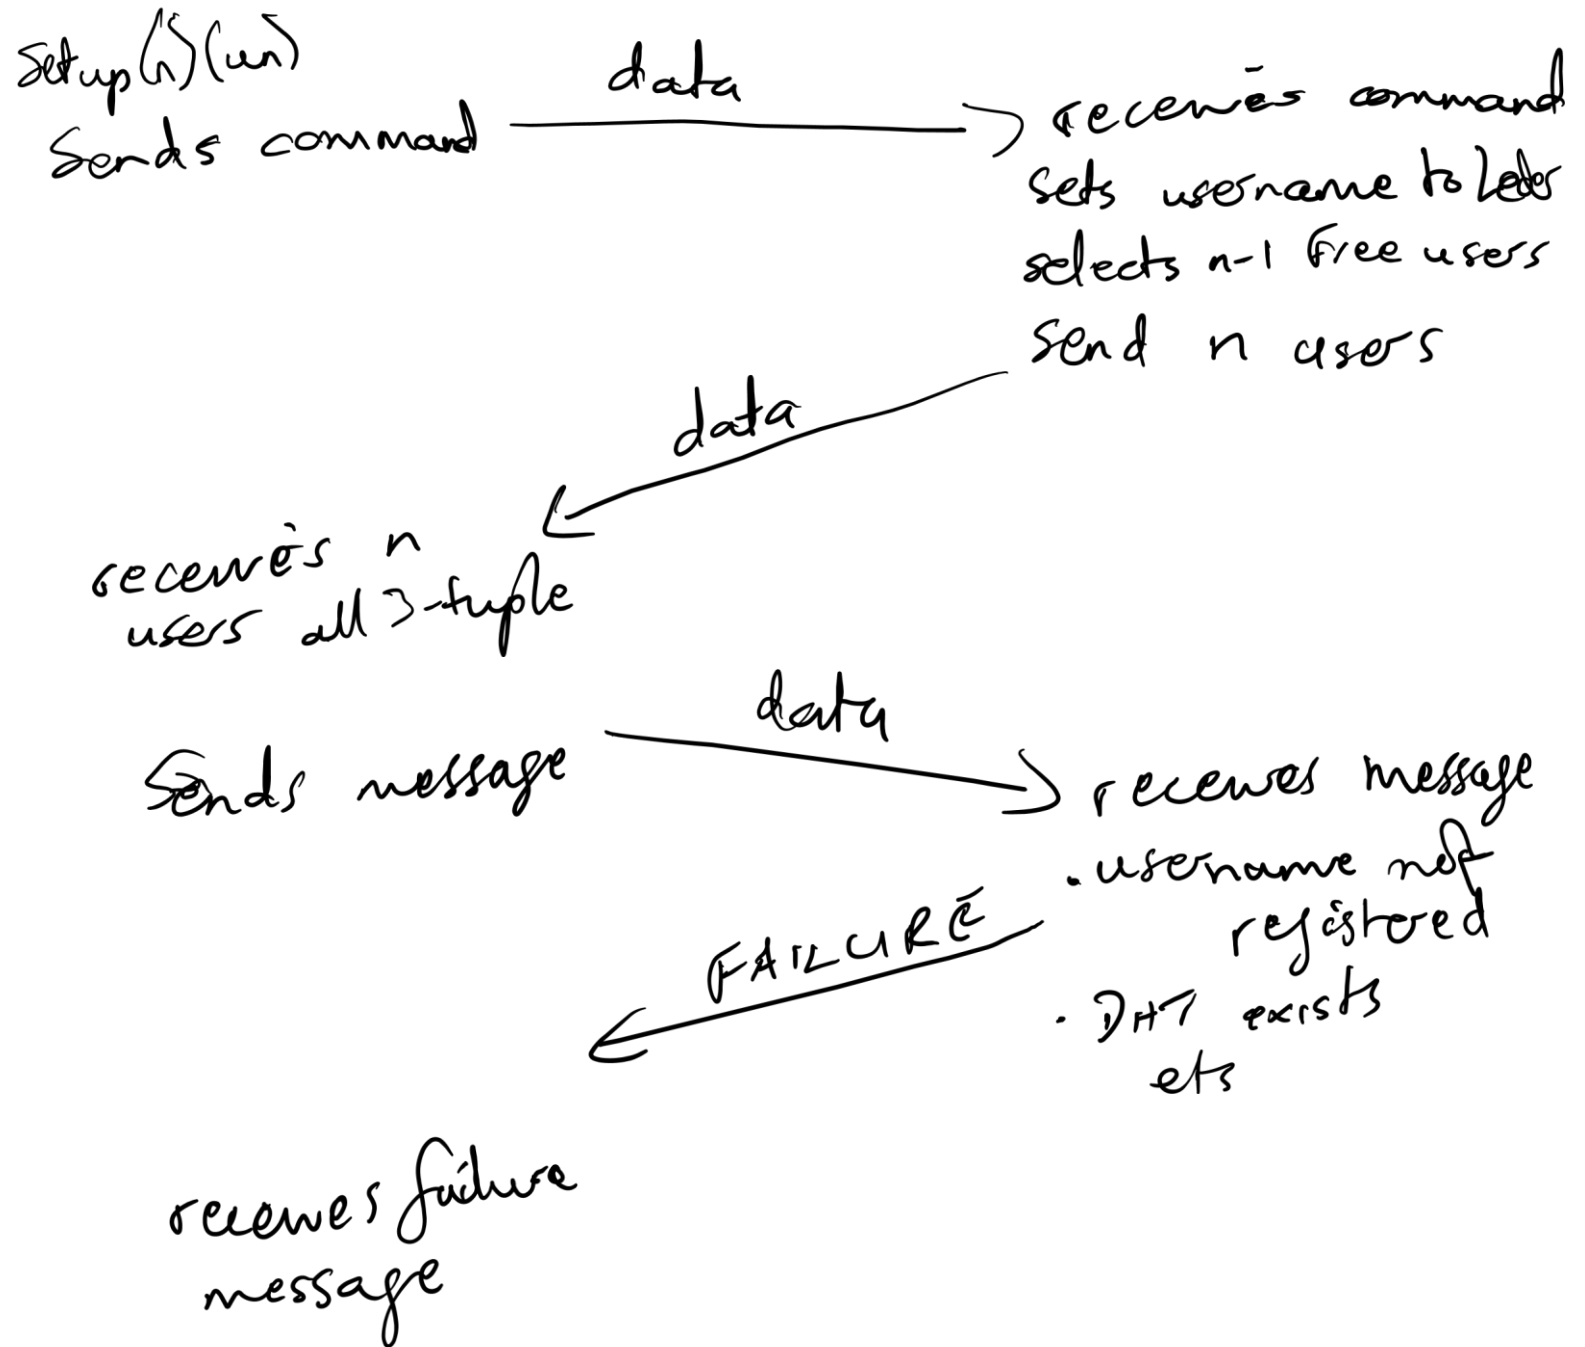 Setup(n)(un)
Sends command
data
receives command
sets username to Leder
selects n-1 free users
Send n users
data
receives n
users all 3-tuple
Sends message
data
receives message
. username not
registered
. DHT exists
ets
FAILURE
receives failure
message